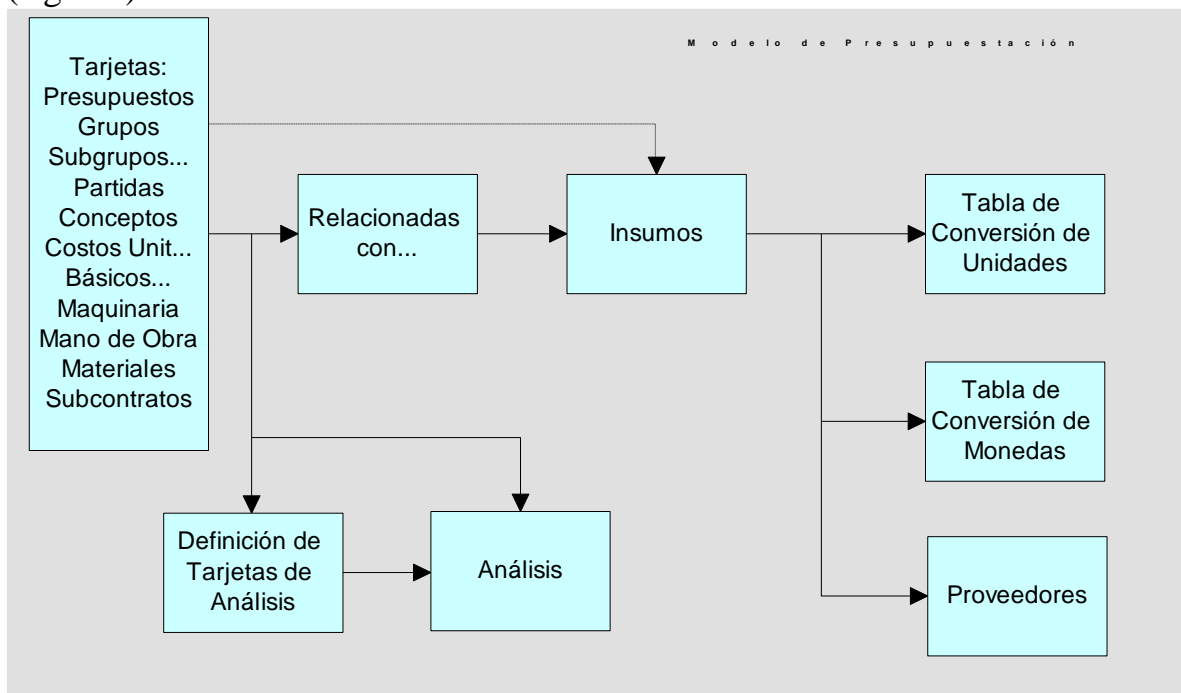 Modelo de Presupuestación
Tarjetas:
Presupuestos
Grupos
Subgrupos...
Partidas
Conceptos
Costos Unit...
Básicos...
Maquinaria
Mano de Obra
Materiales
Subcontratos
Relacionadas
con...
Insumos
Tabla de
Conversión de
Unidades
Tabla de
Conversión de
Monedas
Definición de
Tarjetas de
Análisis
Análisis
Proveedores